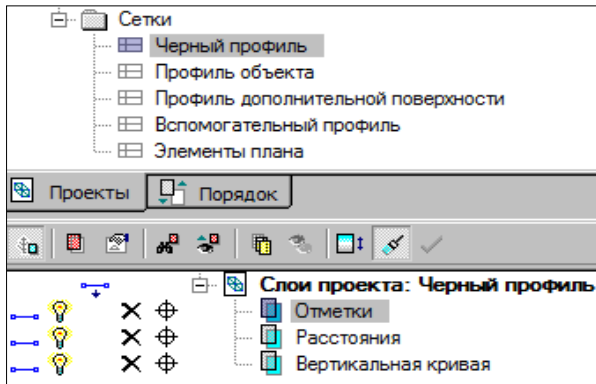 Сетки
Черный профиль
Профиль объекта
Профиль дополнительной поверхности
Вспомогательный профиль
Элементы плана
Проекты Порядок
Слои проекта: Черный профиль
Отметки
Расстояния
Вертикальная кривая